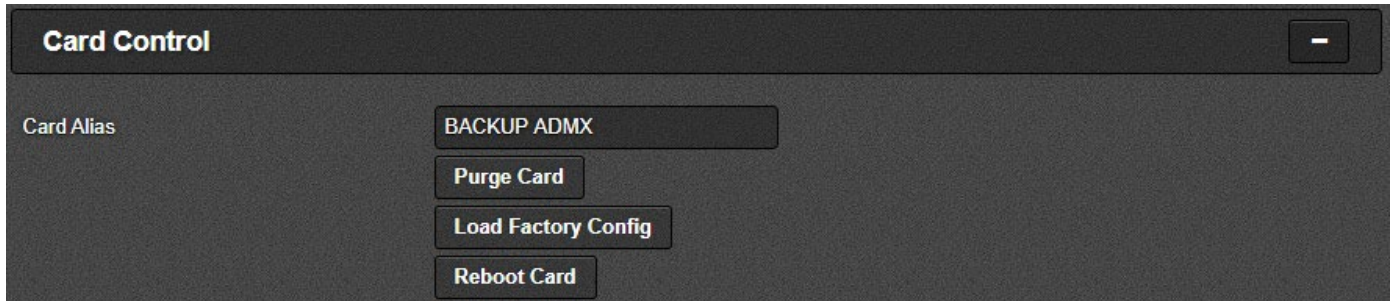 Card Control
−
Card Alias BACKUP ADMX
Purge Card
Load Factory Config
Reboot Card